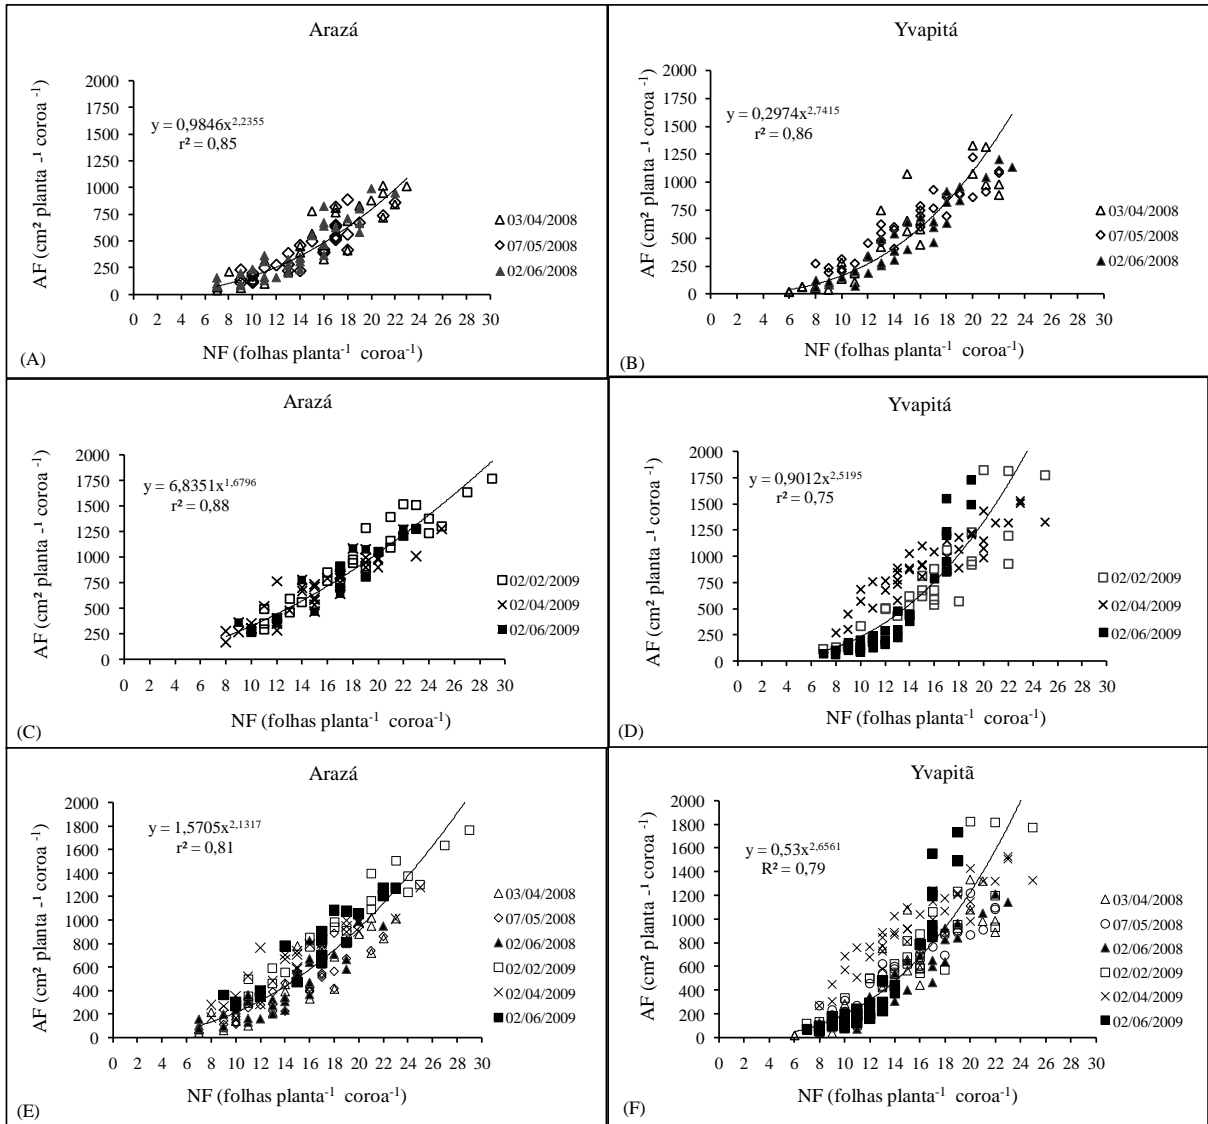 Arazá
AF (cm² planta -¹ coroa -¹)
2000
1750
1500
1250
1000
750
500
250
0
y = 0,9846x^2,2355
r² = 0,85
03/04/2008
07/05/2008
02/06/2008
0 2 4 6 8 10 12 14 16 18 20 22 24 26 28 30
NF (folhas planta⁻¹ coroa⁻¹)
(A)
Yvapitá
AF (cm² planta -¹ coroa -¹)
2000
1750
1500
1250
1000
750
500
250
0
y = 0,2974x^2,7415
r² = 0,86
03/04/2008
07/05/2008
02/06/2008
0 2 4 6 8 10 12 14 16 18 20 22 24 26 28 30
NF (folhas planta⁻¹ coroa⁻¹)
(B)
Arazá
AF (cm² planta -¹ coroa -¹)
2000
1750
1500
1250
1000
750
500
250
0
y = 6,8351x^1,6796
r² = 0,88
02/02/2009
02/04/2009
02/06/2009
0 2 4 6 8 10 12 14 16 18 20 22 24 26 28 30
NF (folhas planta⁻¹ coroa⁻¹)
(C)
Yvapitá
AF (cm² planta -¹ coroa -¹)
2000
1750
1500
1250
1000
750
500
250
0
y = 0,9012x^2,5195
r² = 0,75
02/02/2009
02/04/2009
02/06/2009
0 2 4 6 8 10 12 14 16 18 20 22 24 26 28 30
NF (folhas planta⁻¹ coroa⁻¹)
(D)
Arazá
AF (cm² planta -¹ coroa -¹)
2000
1800
1600
1400
1200
1000
800
600
400
200
0
y = 1,5705x^2,1317
r² = 0,81
03/04/2008
07/05/2008
02/06/2008
02/02/2009
02/04/2009
02/06/2009
0 2 4 6 8 10 12 14 16 18 20 22 24 26 28 30
NF (folhas planta⁻¹ coroa⁻¹)
(E)
Yvapitã
AF (cm² planta -¹ coroa -¹)
2000
1800
1600
1400
1200
1000
800
600
400
200
0
y = 0,53x^2,6561
R² = 0,79
03/04/2008
07/05/2008
02/06/2008
02/02/2009
02/04/2009
02/06/2009
0 2 4 6 8 10 12 14 16 18 20 22 24 26 28 30
NF (folhas planta⁻¹ coroa⁻¹)
(F)